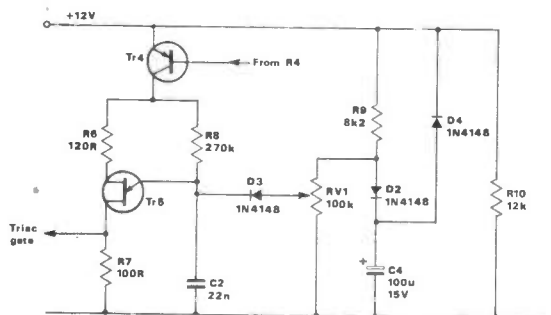 +12V
Tr4
From R4
R6
120R
R8
270k
R9
8k2
D4
1N4148
D3
1N4148
RV1
100k
D2
1N4148
R10
12k
Tr5
Triac
gate
R7
100R
C2
22n
+
C4
100u
15V